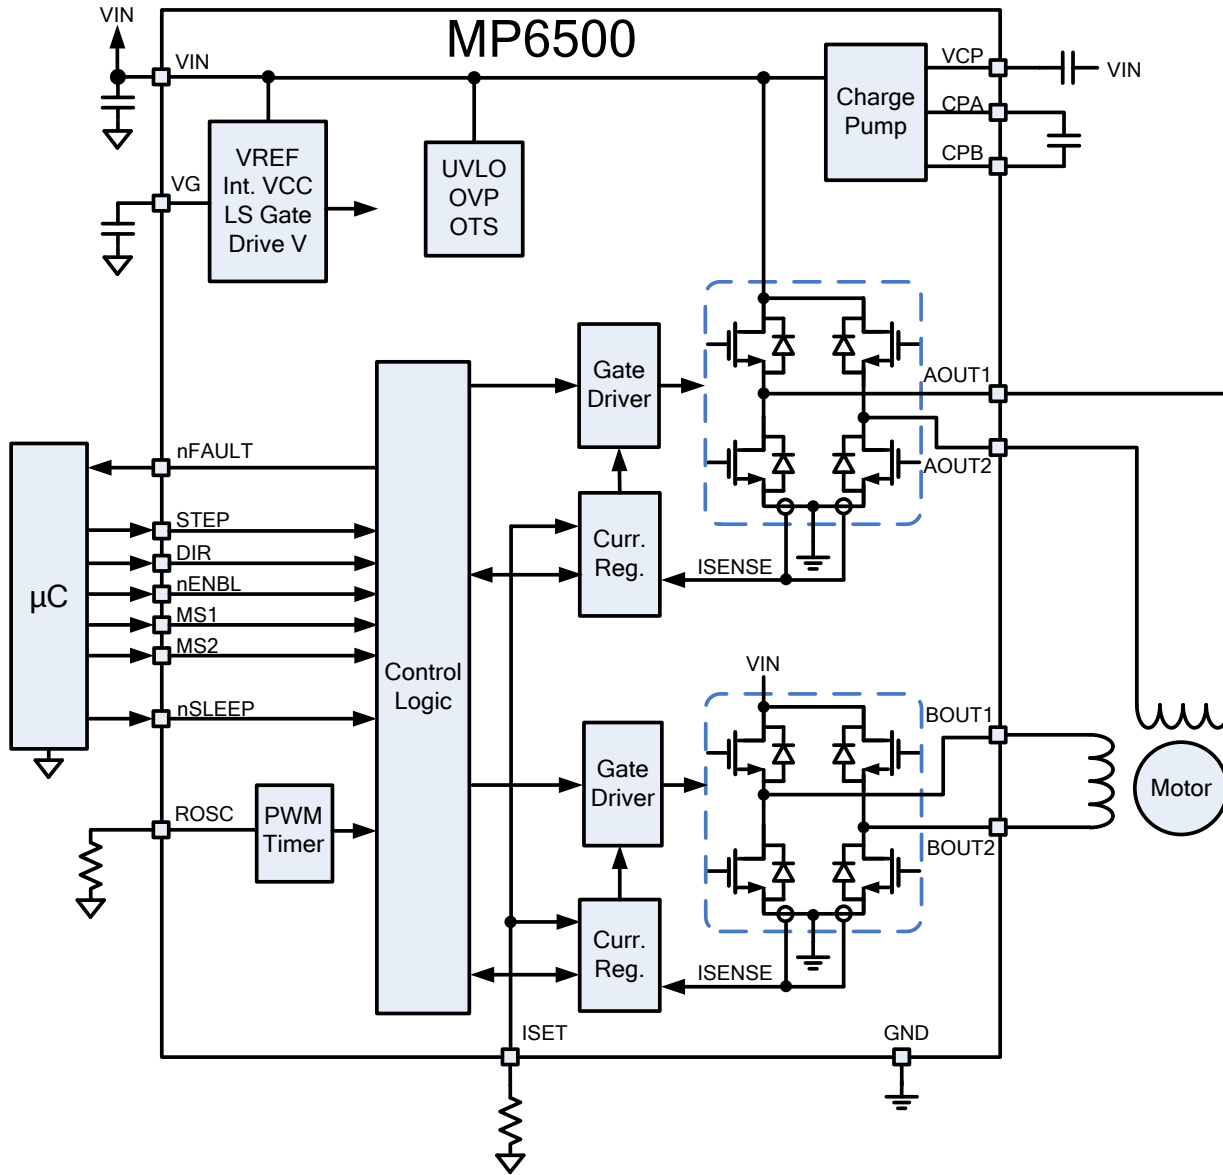 VIN
MP6500
VIN
VCP
VIN
Charge
Pump
CPA
CPB
VREF
Int. VCC
LS Gate
Drive V
UVLO
OVP
OTS
VG
Gate
Driver
AOUT1
AOUT2
nFAULT
STEP
DIR
nENBL
MS1
MS2
nSLEEP
µC
Control
Logic
Curr.
Reg.
ISENSE
VIN
BOUT1
BOUT2
Gate
Driver
Motor
ROSC
PWM
Timer
Curr.
Reg.
ISENSE
ISET
GND